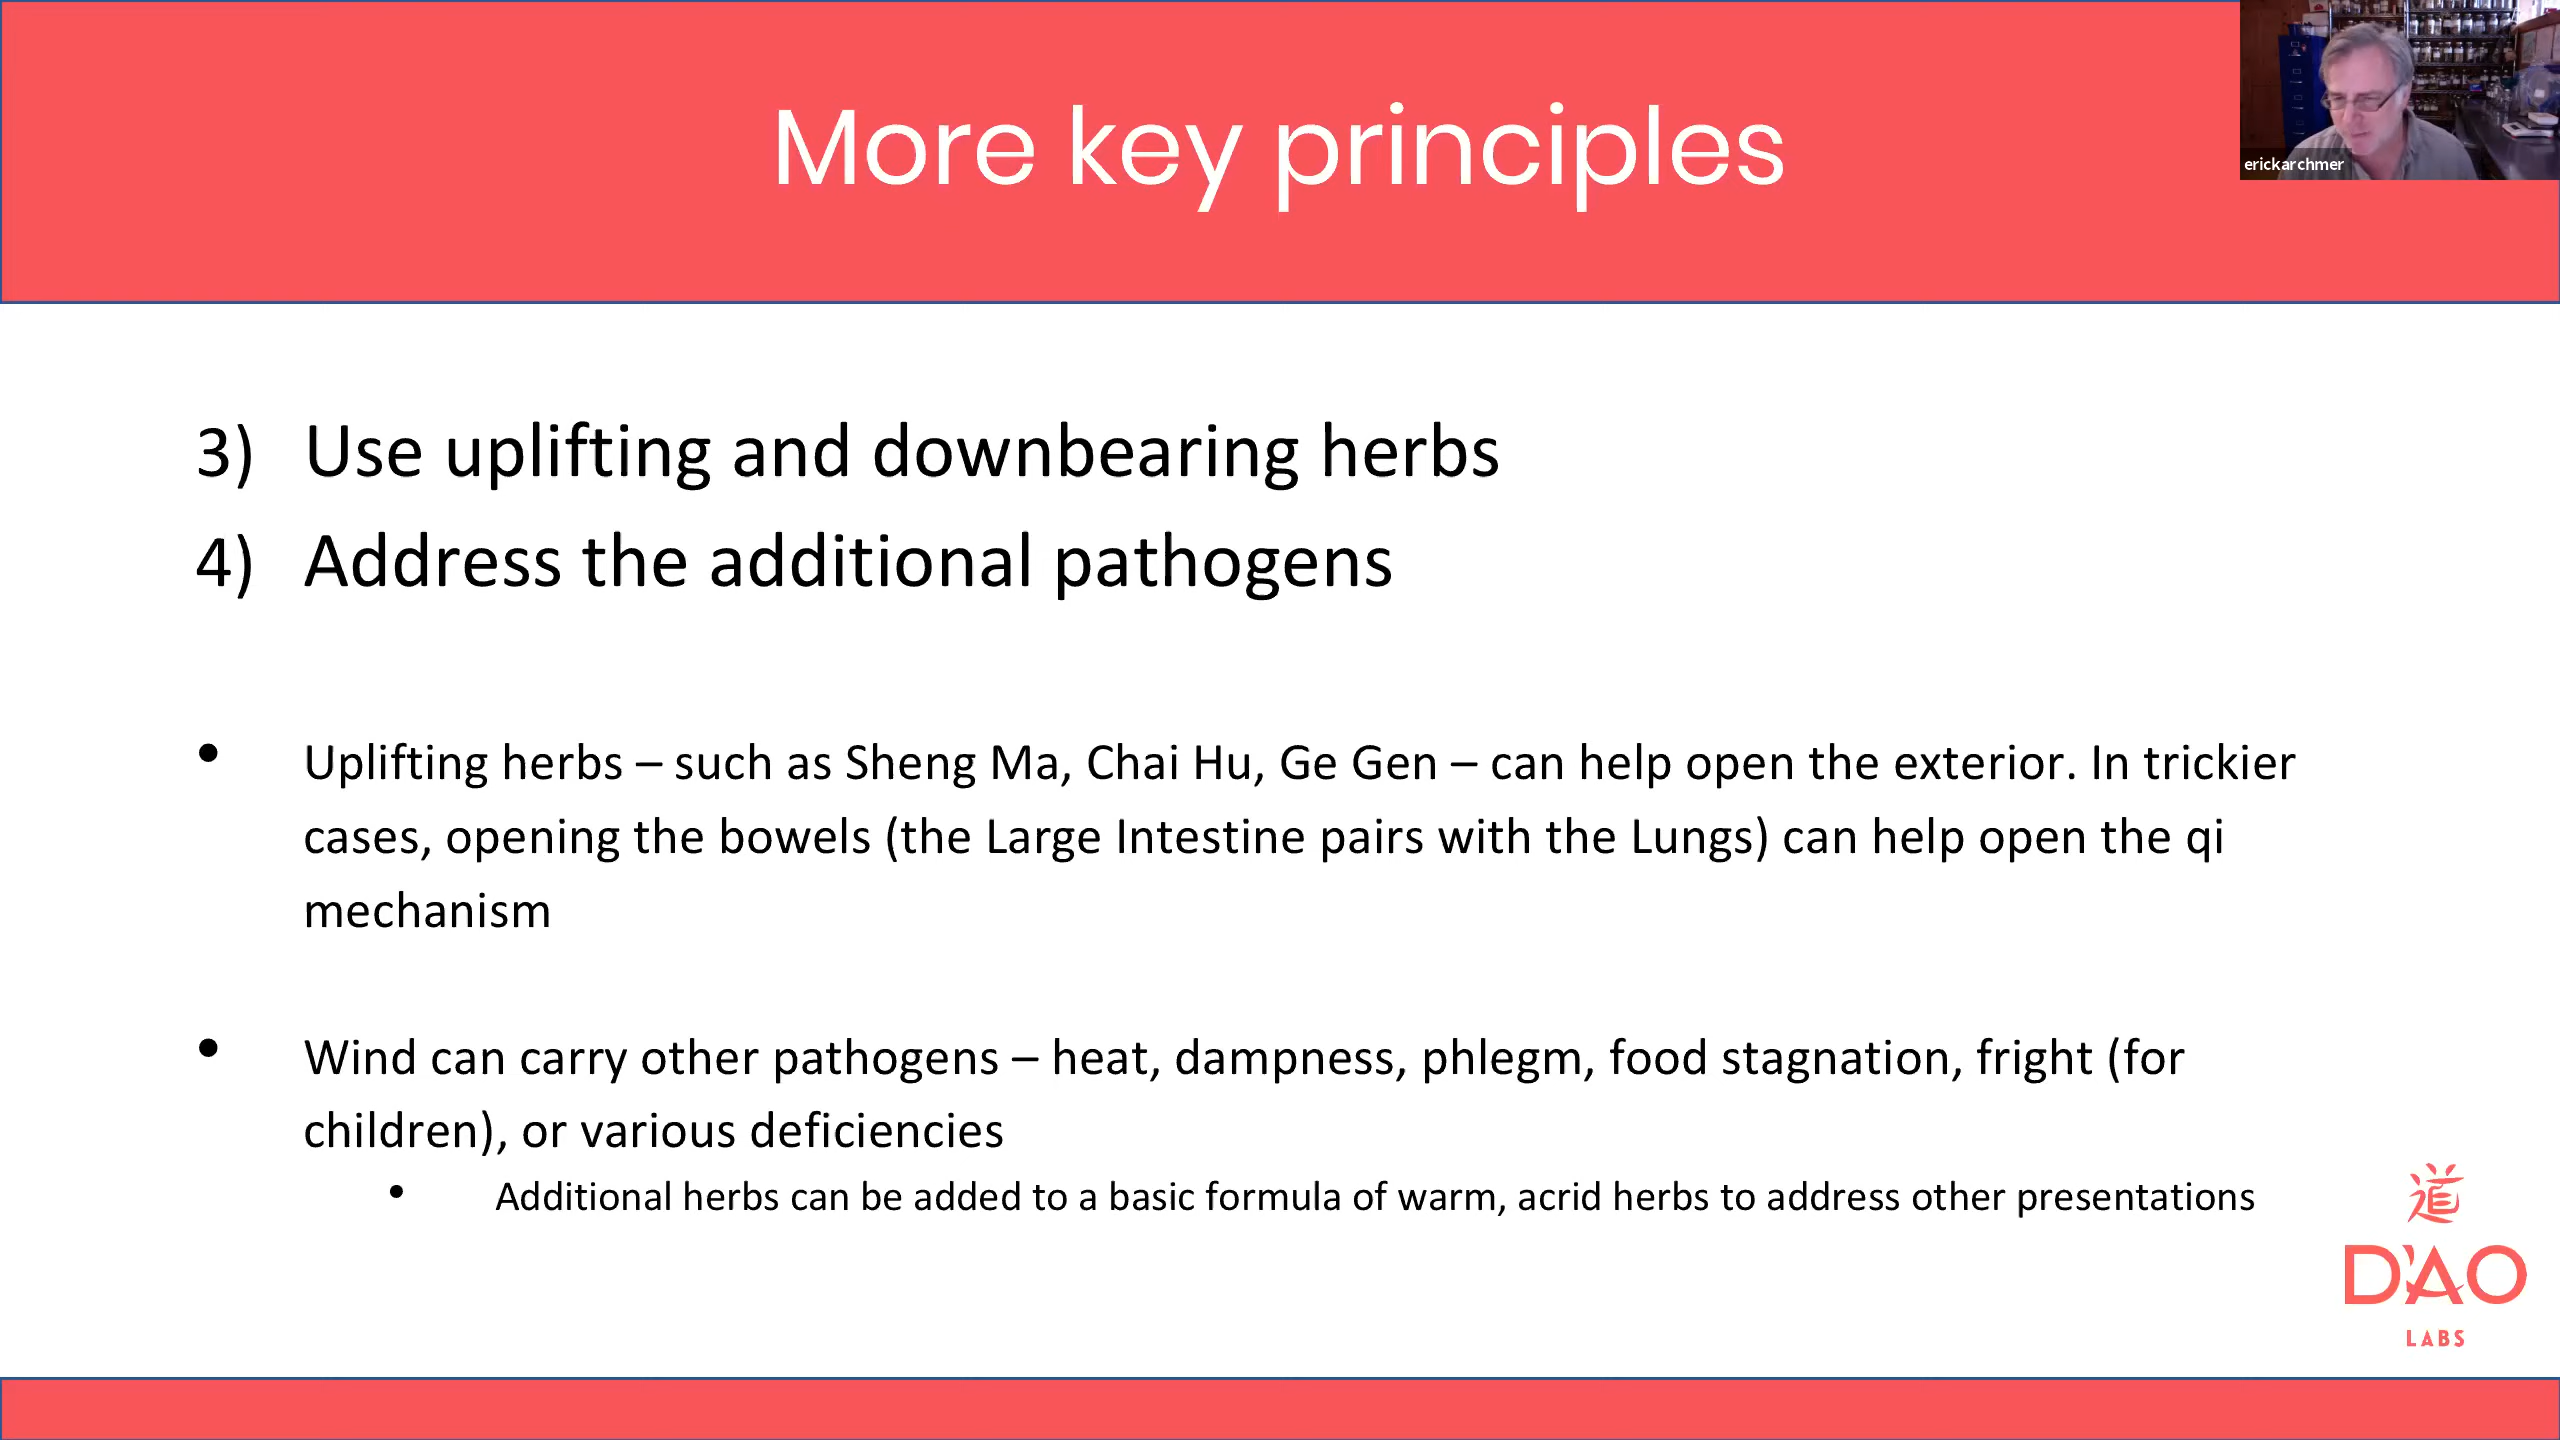 More key principles
erickarchmer
3) Use uplifting and downbearing herbs
4) Address the additional pathogens
• Uplifting herbs – such as Sheng Ma, Chai Hu, Ge Gen – can help open the exterior. In trickier
cases, opening the bowels (the Large Intestine pairs with the Lungs) can help open the qi
mechanism
• Wind can carry other pathogens – heat, dampness, phlegm, food stagnation, fright (for
children), or various deficiencies
• Additional herbs can be added to a basic formula of warm, acrid herbs to address other presentations
道
D'AO
LABS